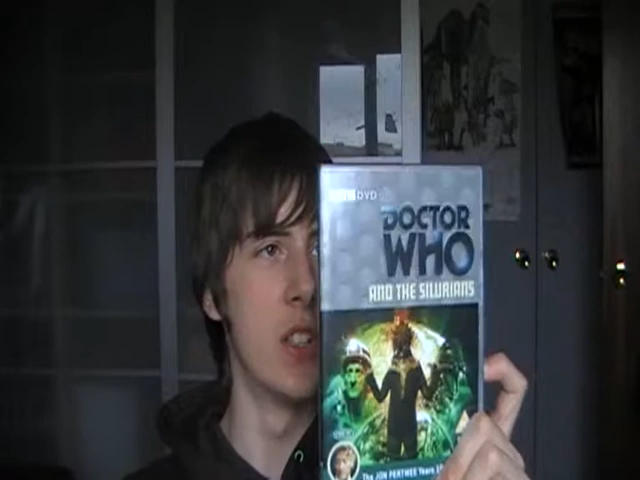 DVD
DOCTOR
WHO
AND THE SILURIANS
The JON PERTWEE Years